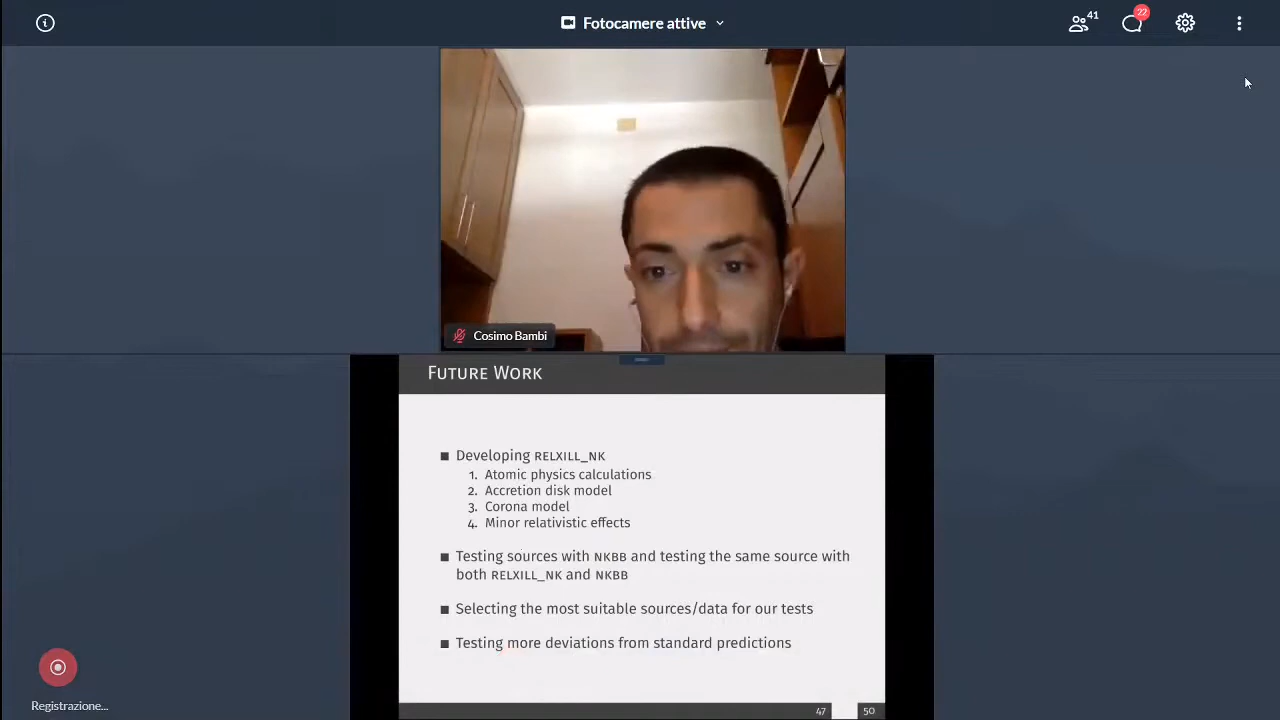 Fotocamere attive
41
22
Cosimo Bambi
Future Work
Developing RELXILL_NK
1. Atomic physics calculations
2. Accretion disk model
3. Corona model
4. Minor relativistic effects
Testing sources with NKBB and testing the same source with
both RELXILL_NK and NKBB
Selecting the most suitable sources/data for our tests
Testing more deviations from standard predictions
47
50
Registrazione...